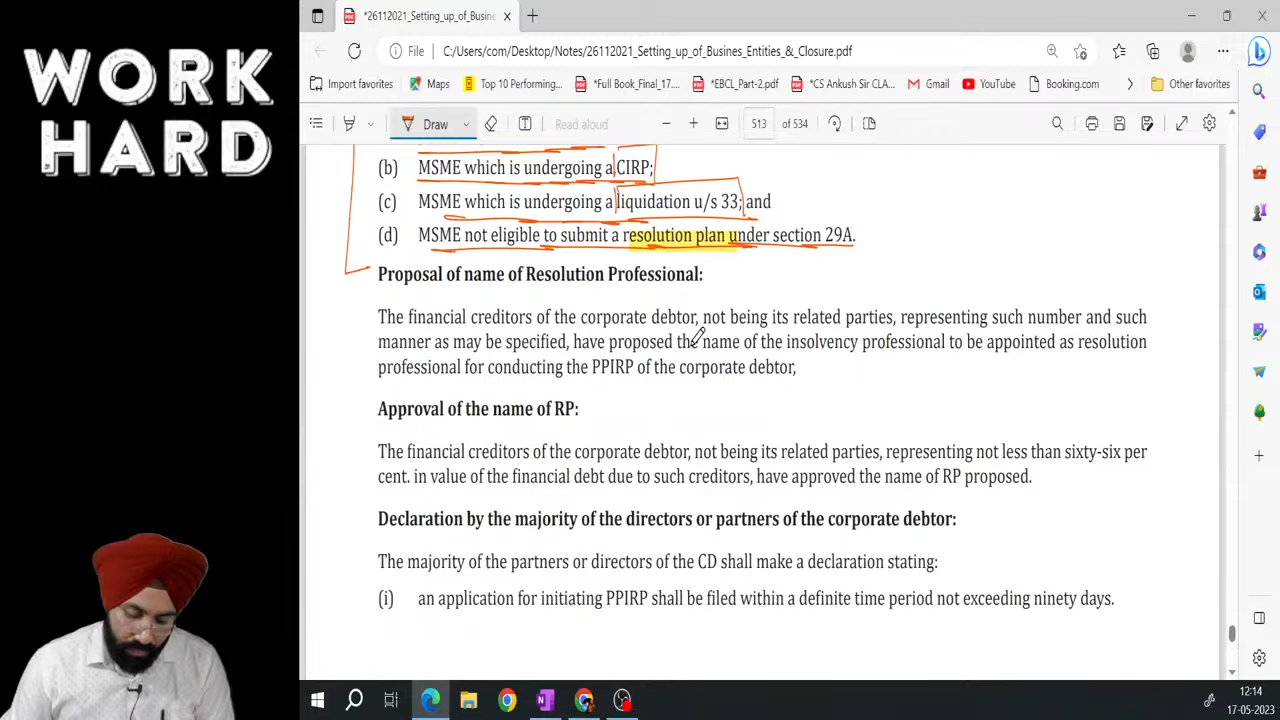 WORK
HARD
*26112021_Setting_up_of_Busine
File
C:/Users/com/Desktop/Notes/26112021_Setting_up_of_Busines_Entities_&_Closure.pdf
Import favorites
Maps
Top 10 Performing...
*Full Book_Final_17....
*EBCL_Part-2.pdf
*CS Ankush Sir CLA...
Gmail
YouTube
Booking.com
Other favorites
Draw
Read aloud
513 of 534
(b) MSME which is undergoing a CIRP;
(c) MSME which is undergoing a liquidation u/s 33; and
(d) MSME not eligible to submit a resolution plan under section 29A.
Proposal of name of Resolution Professional:
The financial creditors of the corporate debtor, not being its related parties, representing such number and such
manner as may be specified, have proposed the name of the insolvency professional to be appointed as resolution
professional for conducting the PPIRP of the corporate debtor,
Approval of the name of RP:
The financial creditors of the corporate debtor, not being its related parties, representing not less than sixty-six per
cent. in value of the financial debt due to such creditors, have approved the name of RP proposed.
Declaration by the majority of the directors or partners of the corporate debtor:
The majority of the partners or directors of the CD shall make a declaration stating:
(i) an application for initiating PPIRP shall be filed within a definite time period not exceeding ninety days.
12:14
17-05-2023